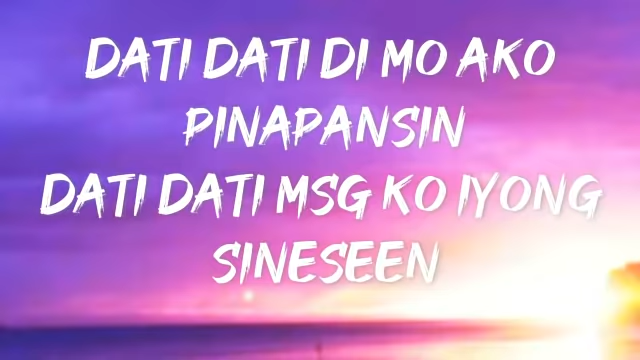 DATI DATI DI MO AKO
PINAPANSIN
DATI DATI MSG KO IYONG
SINESEEN